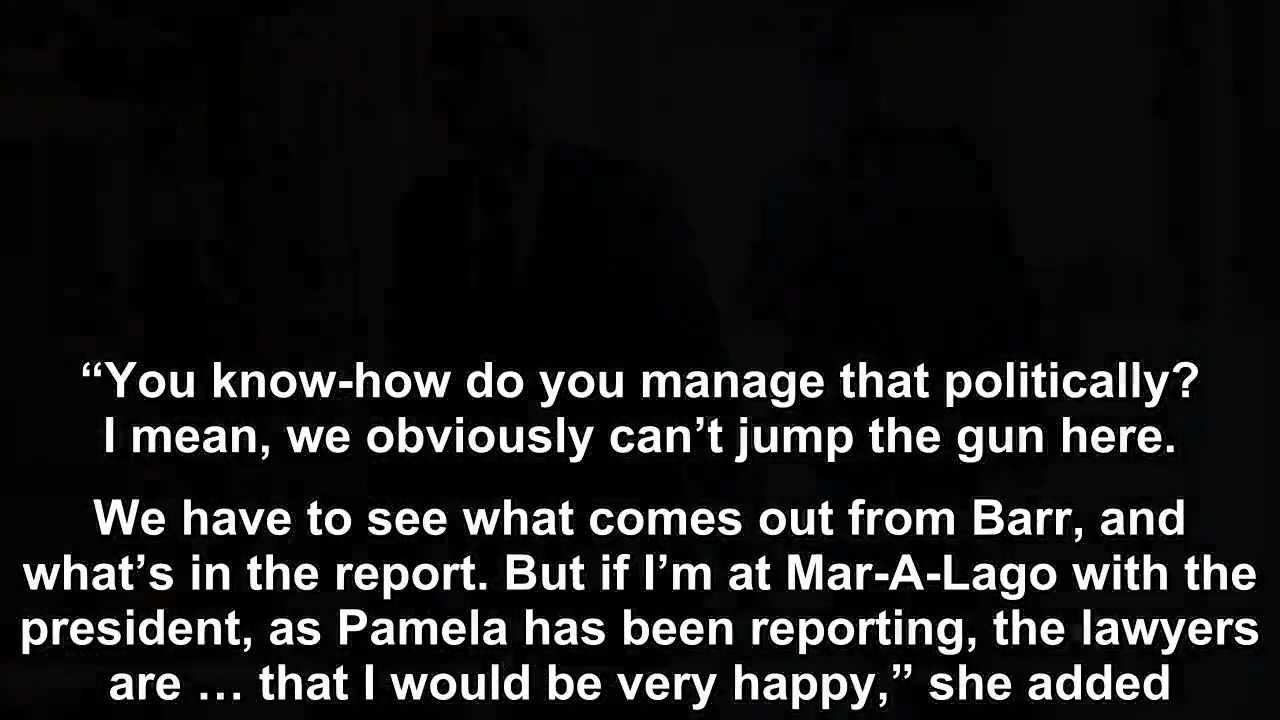 “You know-how do you manage that politically?
I mean, we obviously can’t jump the gun here.
We have to see what comes out from Barr, and
what’s in the report. But if I’m at Mar-A-Lago with the
president, as Pamela has been reporting, the lawyers
are … that I would be very happy,” she added